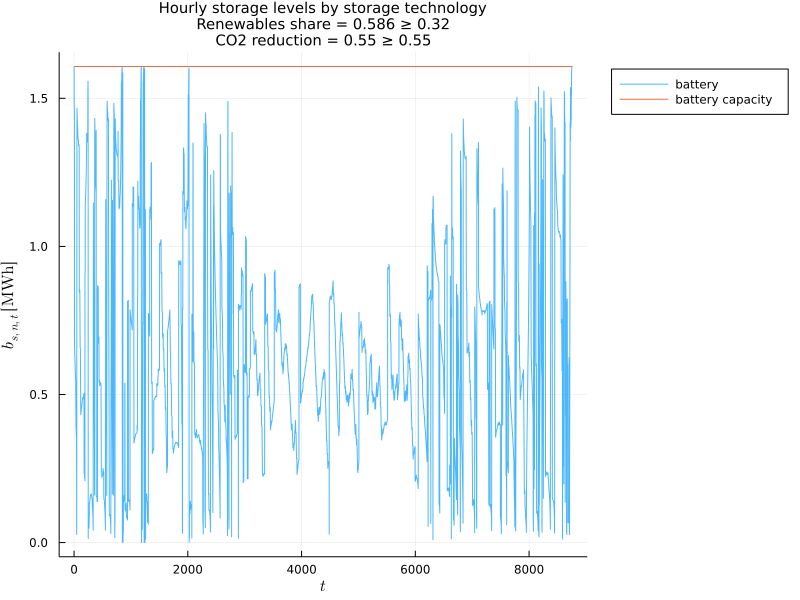 Hourly storage levels by storage technology
Renewables share = 0.586 ≥ 0.32
CO2 reduction = 0.55 ≥ 0.55
battery
battery capacity
1.5
1.0
0.5
0.0
b_{s, n, t} [MWh]
0 2000 4000 6000 8000
t